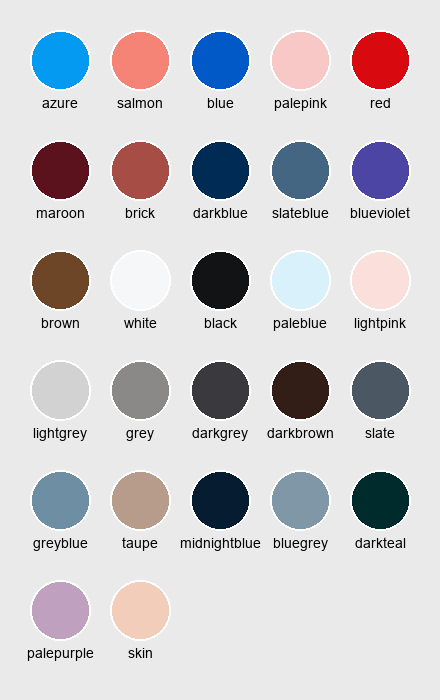 azure salmon blue palepink red
maroon brick darkblue slateblue blueviolet
brown white black paleblue lightpink
lightgrey grey darkgrey darkbrown slate
greyblue taupe midnightblue bluegrey darkteal
palepurple skin